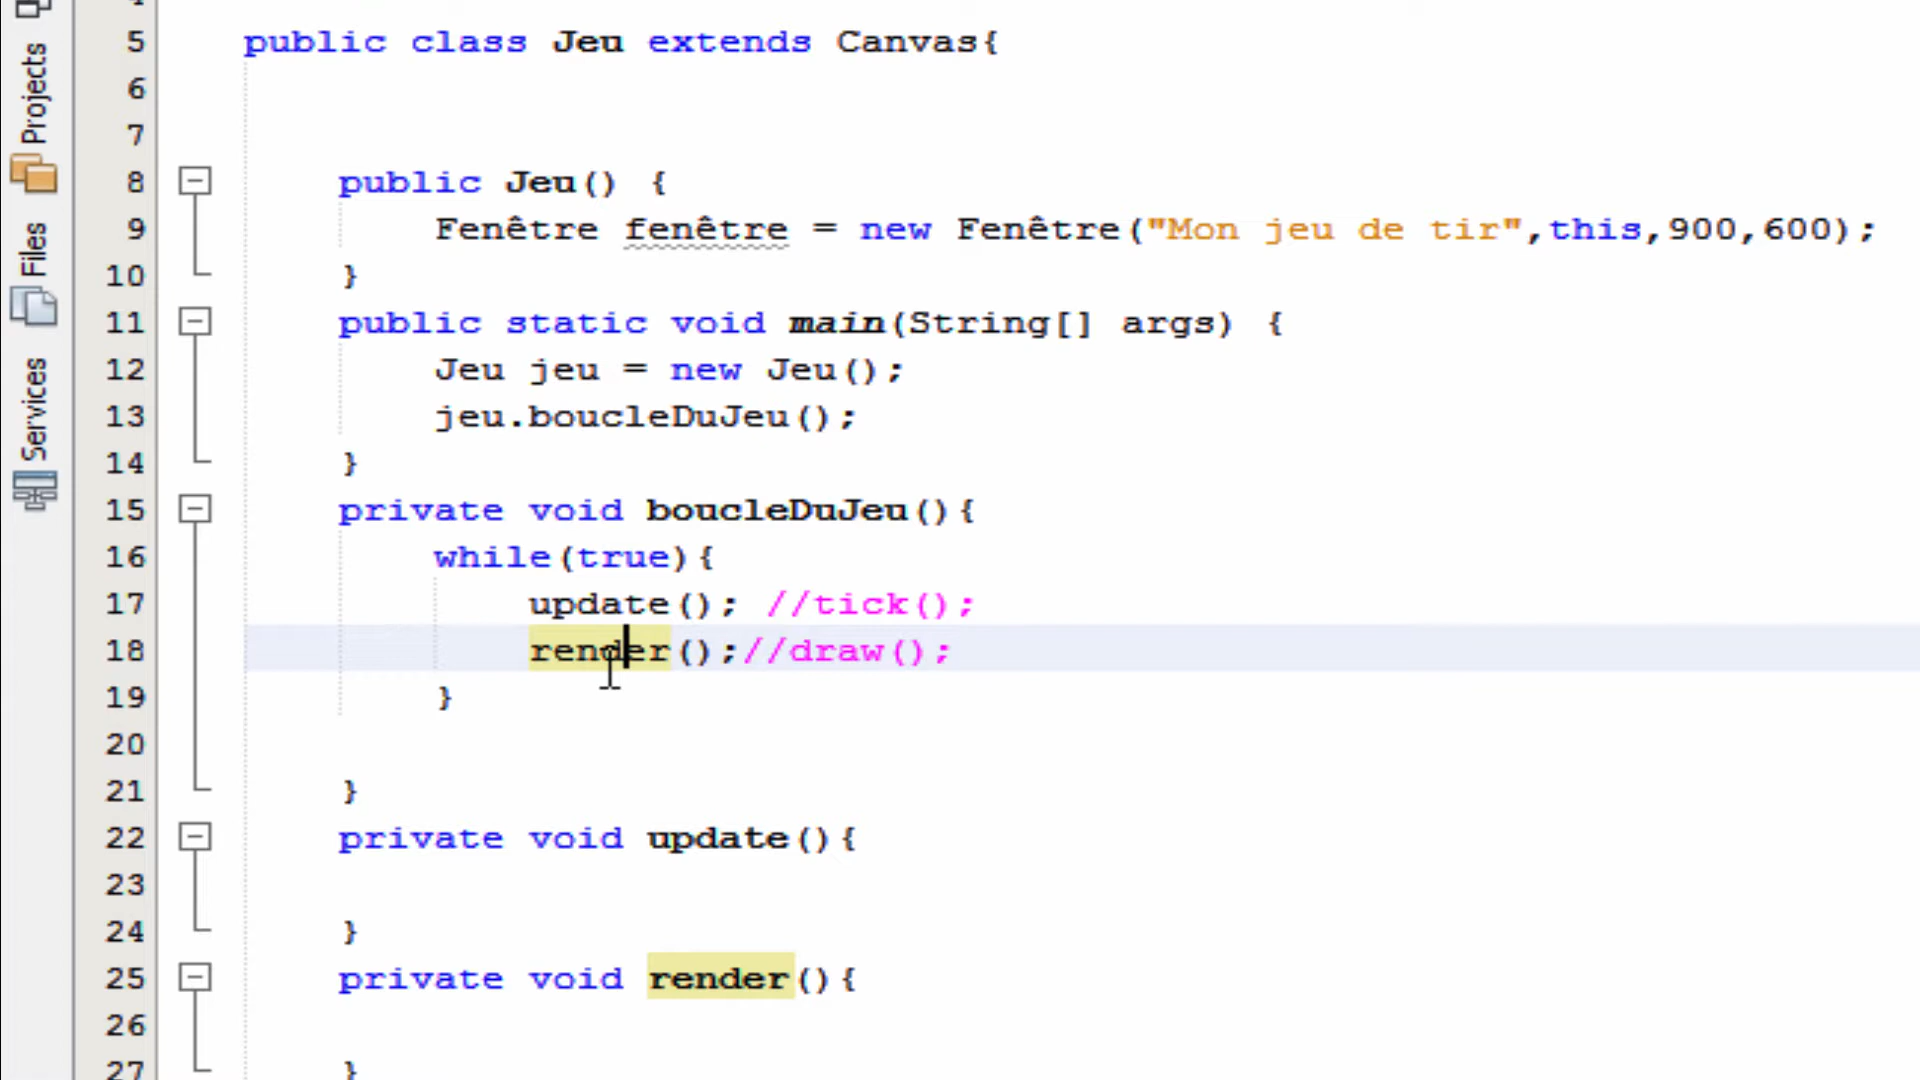 Projects
Files
Services
5 public class Jeu extends Canvas{
6
7
8 public Jeu() {
9 Fenêtre fenêtre = new Fenêtre("Mon jeu de tir",this,900,600);
10 }
11 public static void main(String[] args) {
12 Jeu jeu = new Jeu();
13 jeu.boucleDuJeu();
14 }
15 private void boucleDuJeu(){
16 while(true){
17 update(); //tick();
18 render();//draw();
19 }
20
21 }
22 private void update(){
23
24 }
25 private void render(){
26
27 }